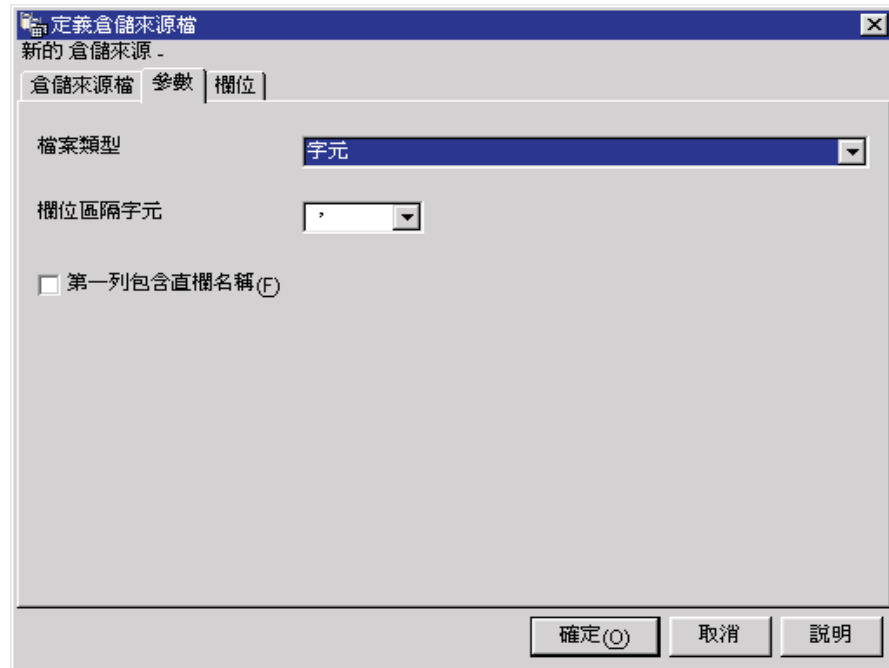 定義倉儲來源檔
新的 倉儲來源 -
倉儲來源檔 參數 欄位
檔案類型 字元
欄位區隔字元 ,
第一列包含直欄名稱(F)
確定(O) 取消 說明